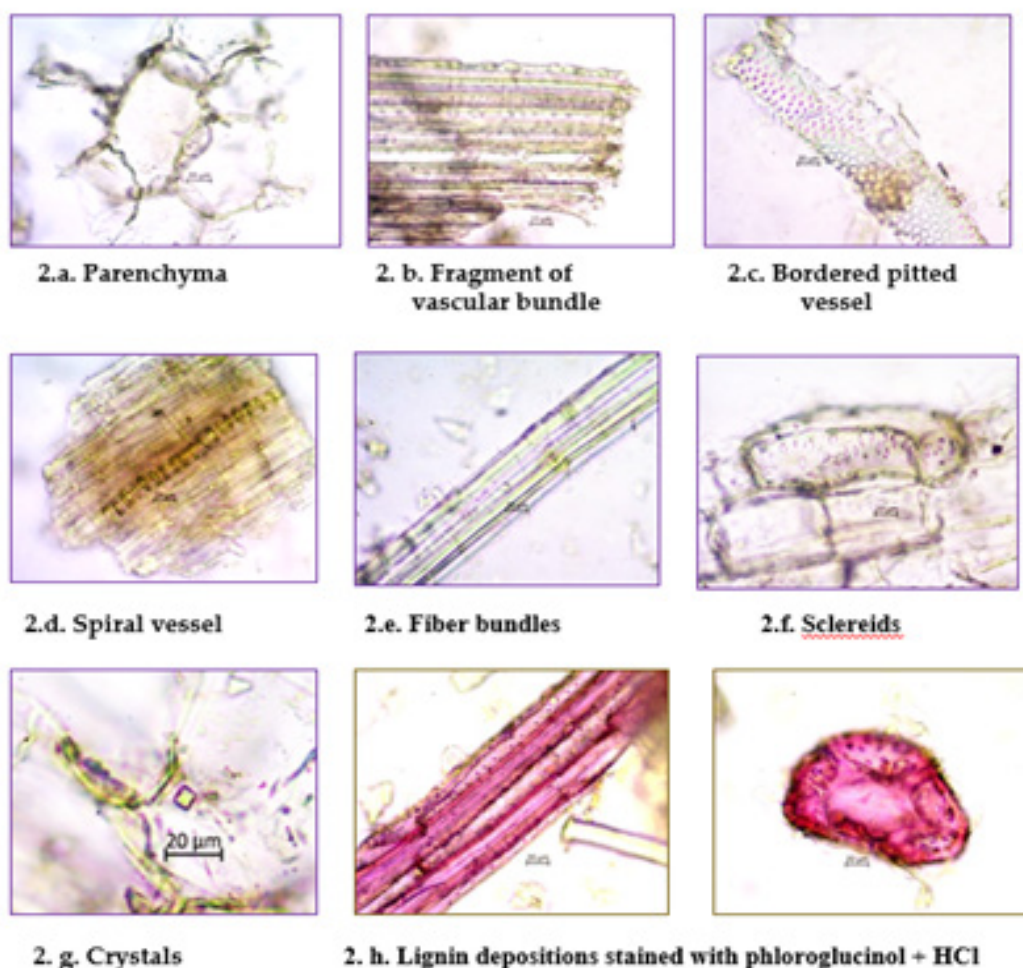 2.a. Parenchyma
2. b. Fragment of
vascular bundle
2.c. Bordered pitted
vessel
2.d. Spiral vessel
2.e. Fiber bundles
2.f. Sclereids
20 µm
2. g. Crystals
2. h. Lignin depositions stained with phloroglucinol + HCl